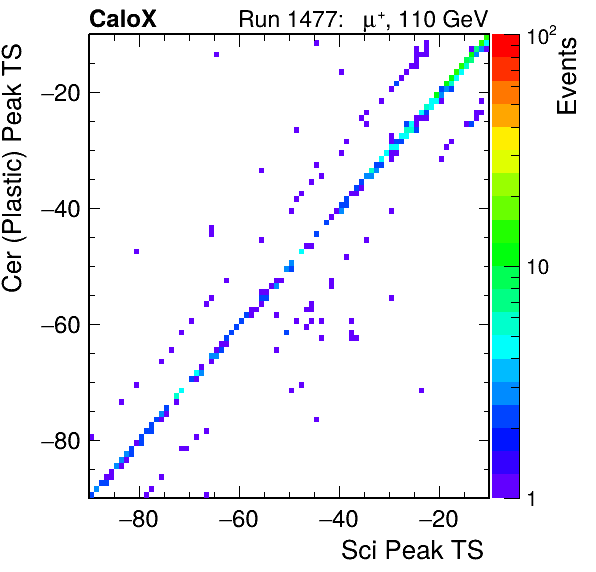 CaloX Run 1477: μ⁺, 110 GeV
Cer (Plastic) Peak TS
−20
−40
−60
−80
−80 −60 −40 −20
Sci Peak TS
10²
10
1
Events